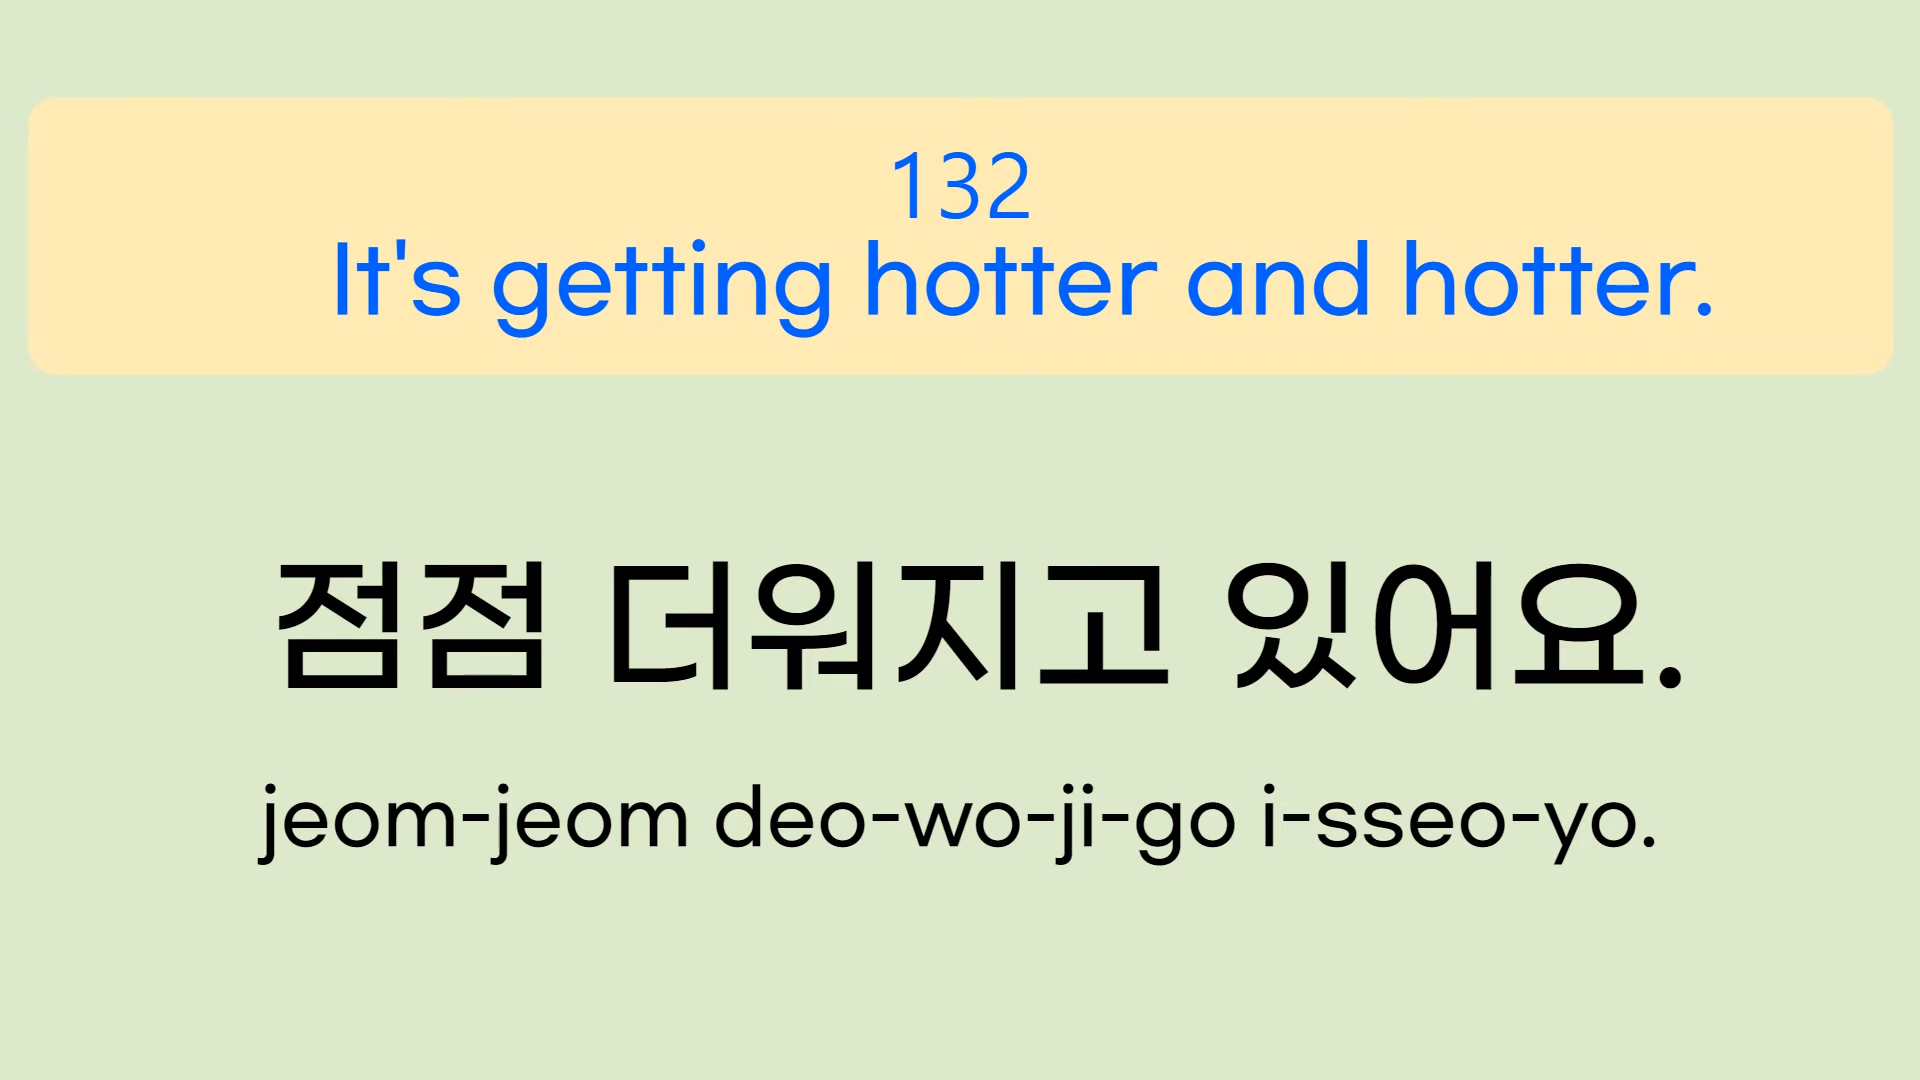 132
It's getting hotter and hotter.
점점 더워지고 있어요.
jeom-jeom deo-wo-ji-go i-sseo-yo.